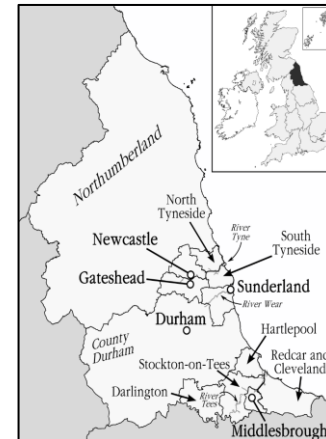 Northumberland
North
Tyneside
River
Tyne
South
Tyneside
Newcastle
Gateshead
Sunderland
River Wear
Durham
County
Durham
Hartlepool
Stockton-on-Tees
Redcar and
Cleveland
Darlington
River
Tees
Middlesbrough